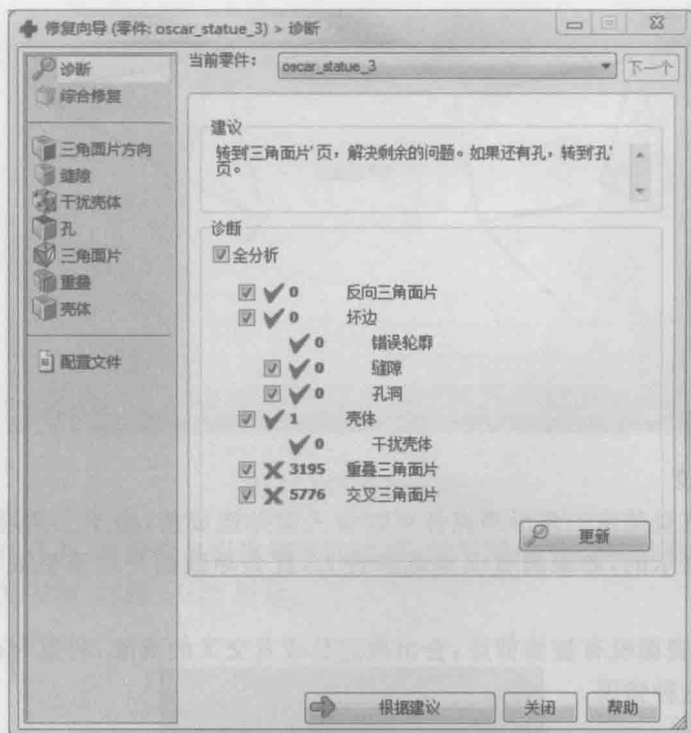 修复向导 (零件: oscar_statue_3) > 诊断
诊断
综合修复
三角面片方向
缝隙
干扰壳体
孔
三角面片
重叠
壳体
配置文件
当前零件:
oscar_statue_3
下一个
建议
转到'三角面片'页，解决剩余的问题。如果还有孔，转到'孔'
页。
诊断
全分析
0 反向三角面片
0 坏边
0 错误轮廓
0 缝隙
0 孔洞
1 壳体
0 干扰壳体
3195 重叠三角面片
5776 交叉三角面片
更新
根据建议
关闭
帮助